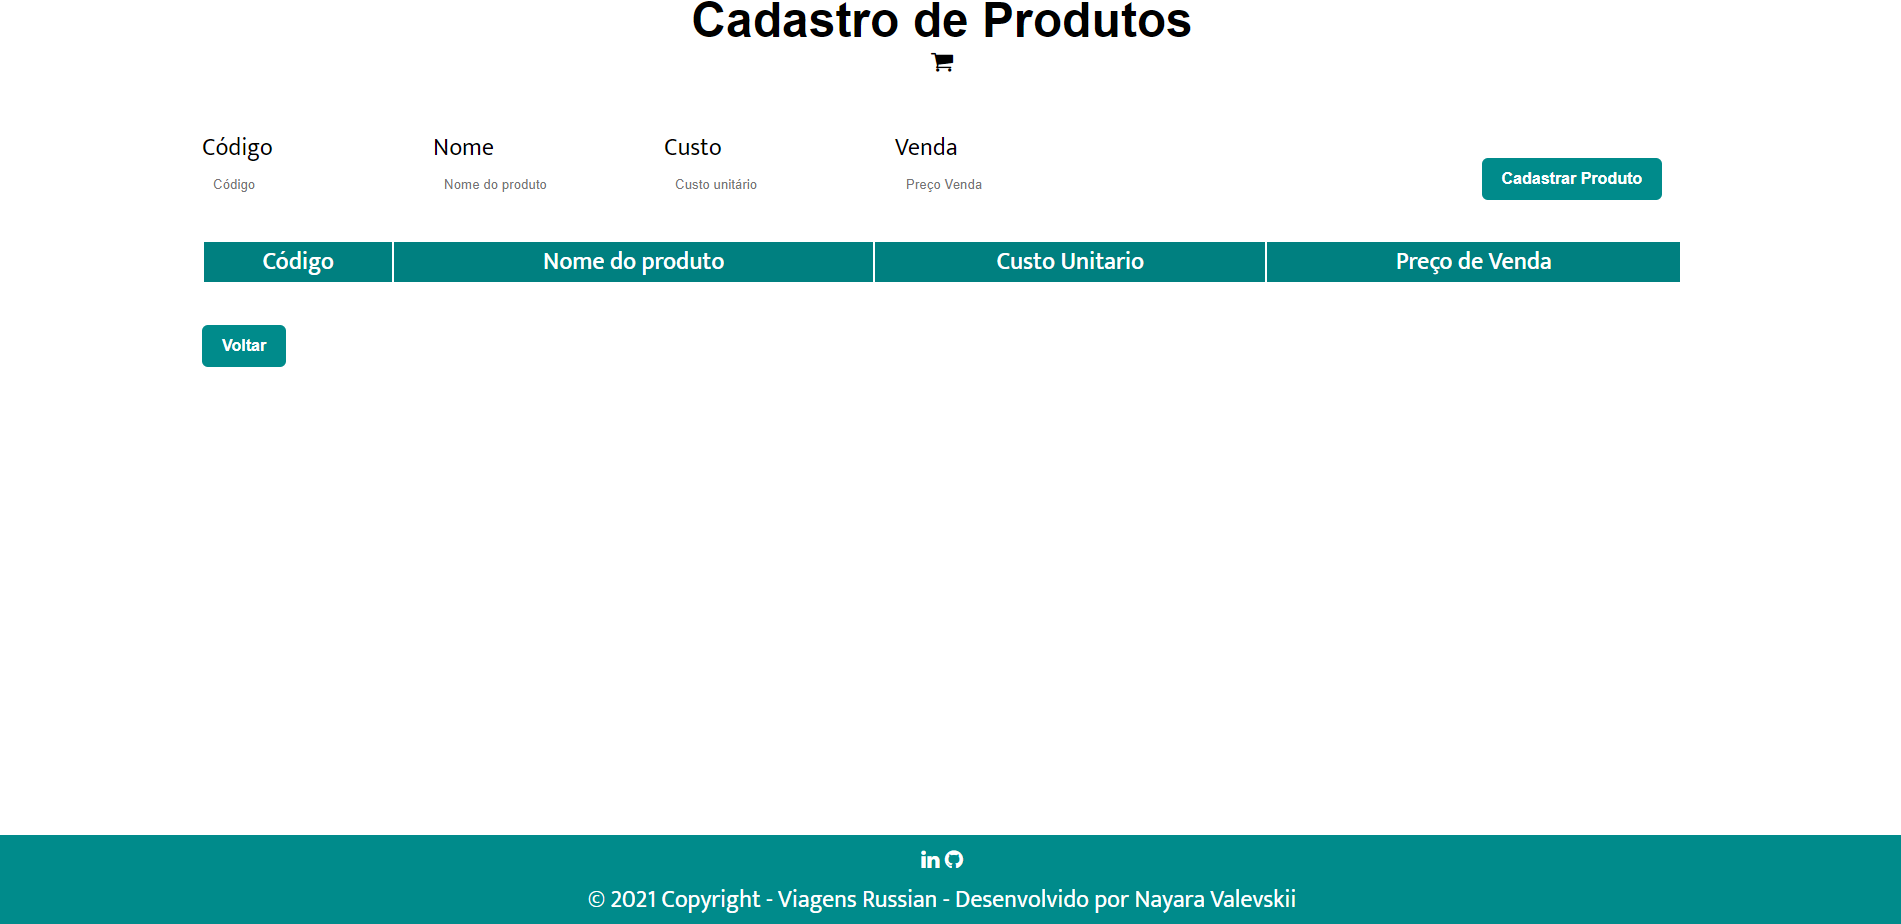 Cadastro de Produtos
Código Nome Custo Venda
Código Nome do produto Custo unitário Preço Venda
Cadastrar Produto
Código Nome do produto Custo Unitario Preço de Venda
Voltar
in
© 2021 Copyright - Viagens Russian - Desenvolvido por Nayara Valevskii